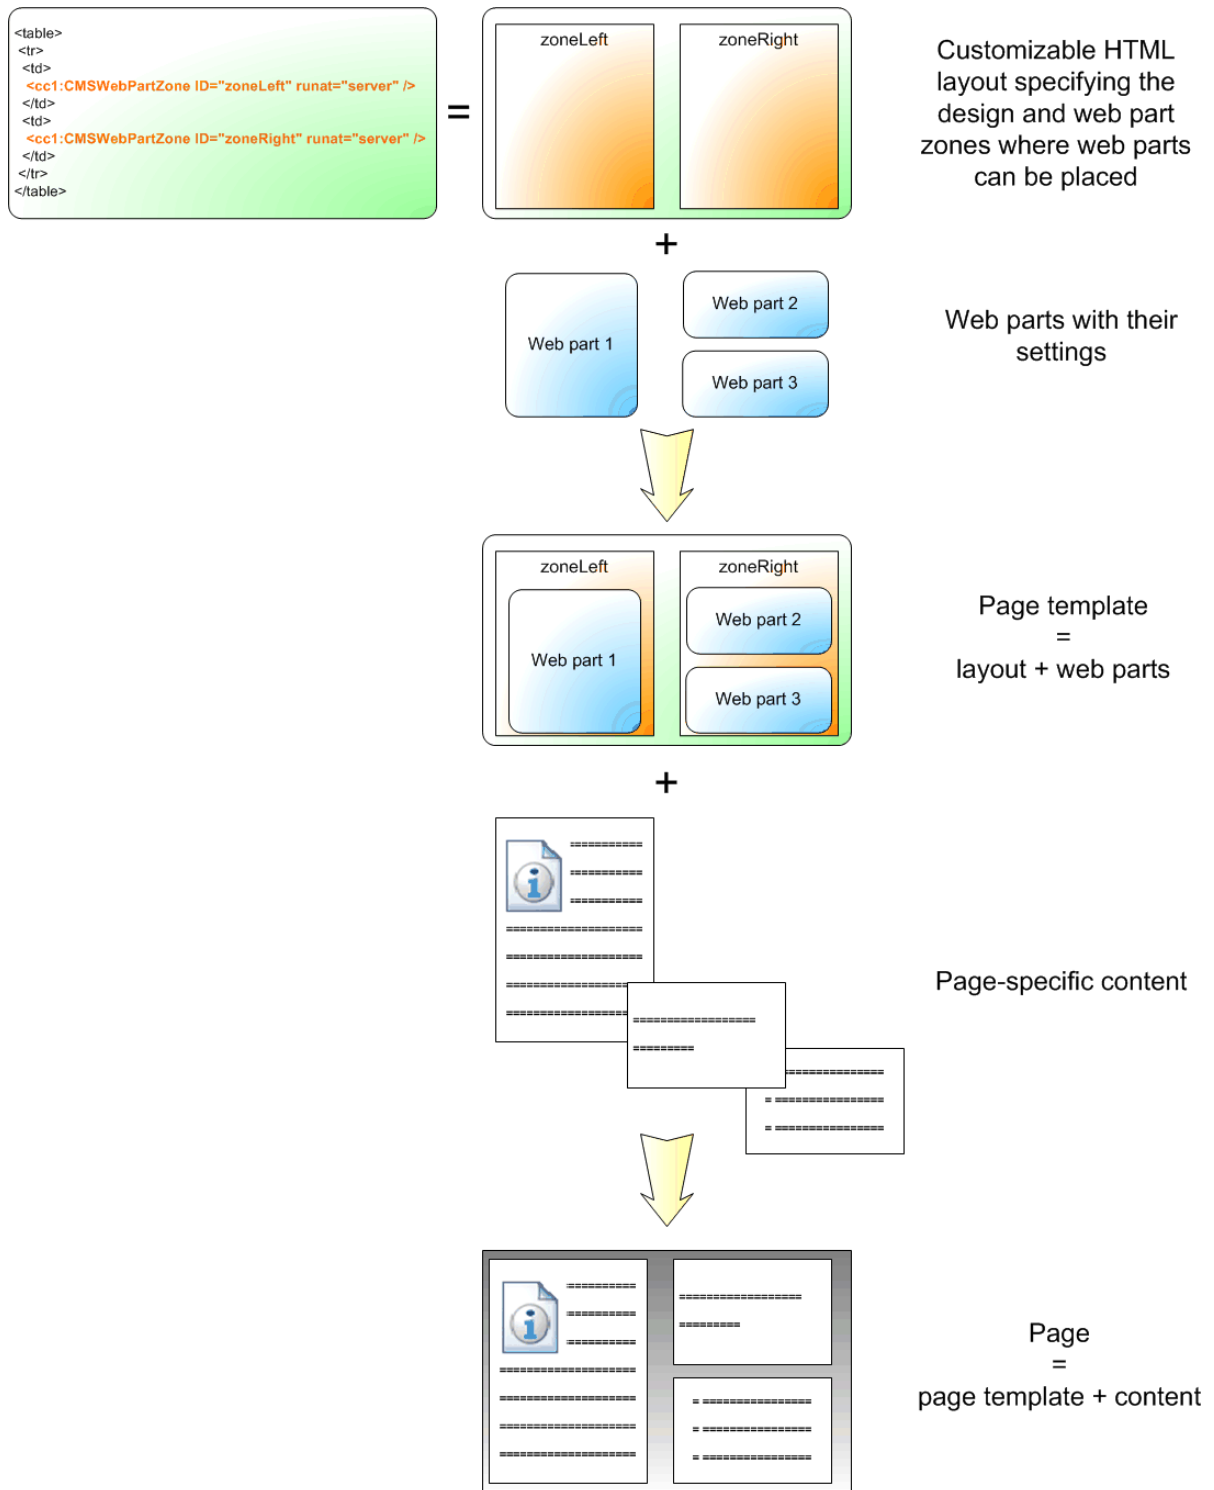 <table>
<tr>
<td>
<cc1:CMSWebPartZone ID="zoneLeft" runat="server" />
</td>
<td>
<cc1:CMSWebPartZone ID="zoneRight" runat="server" />
</td>
</tr>
</table>
=
zoneLeft
zoneRight
Customizable HTML
layout specifying the
design and web part
zones where web parts
can be placed
+
Web part 1
Web part 2
Web part 3
Web parts with their
settings
zoneLeft
zoneRight
Web part 1
Web part 2
Web part 3
Page template
=
layout + web parts
+
Page-specific content
Page
=
page template + content